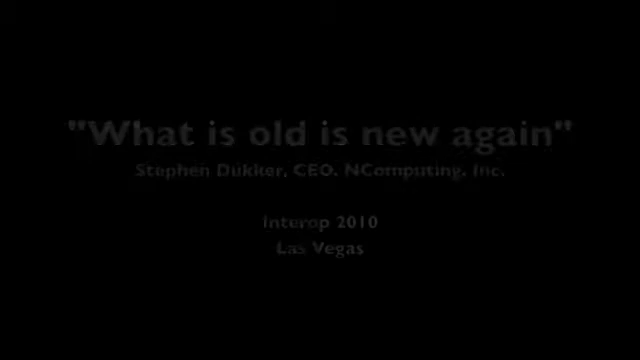 "What is old is new again"
Stephen Dukker, CEO, NComputing, Inc.
Interop 2010
Las Vegas